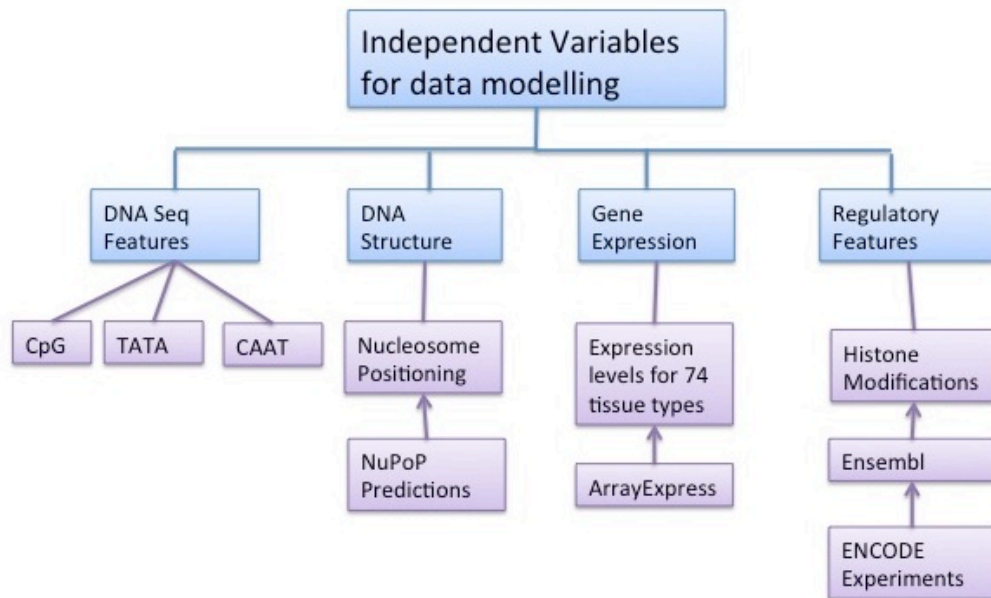 Independent Variables
for data modelling
DNA Seq
Features
DNA
Structure
Gene
Expression
Regulatory
Features
CpG
TATA
CAAT
Nucleosome
Positioning
Expression
levels for 74
tissue types
Histone
Modifications
NuPoP
Predictions
ArrayExpress
Ensembl
ENCODE
Experiments